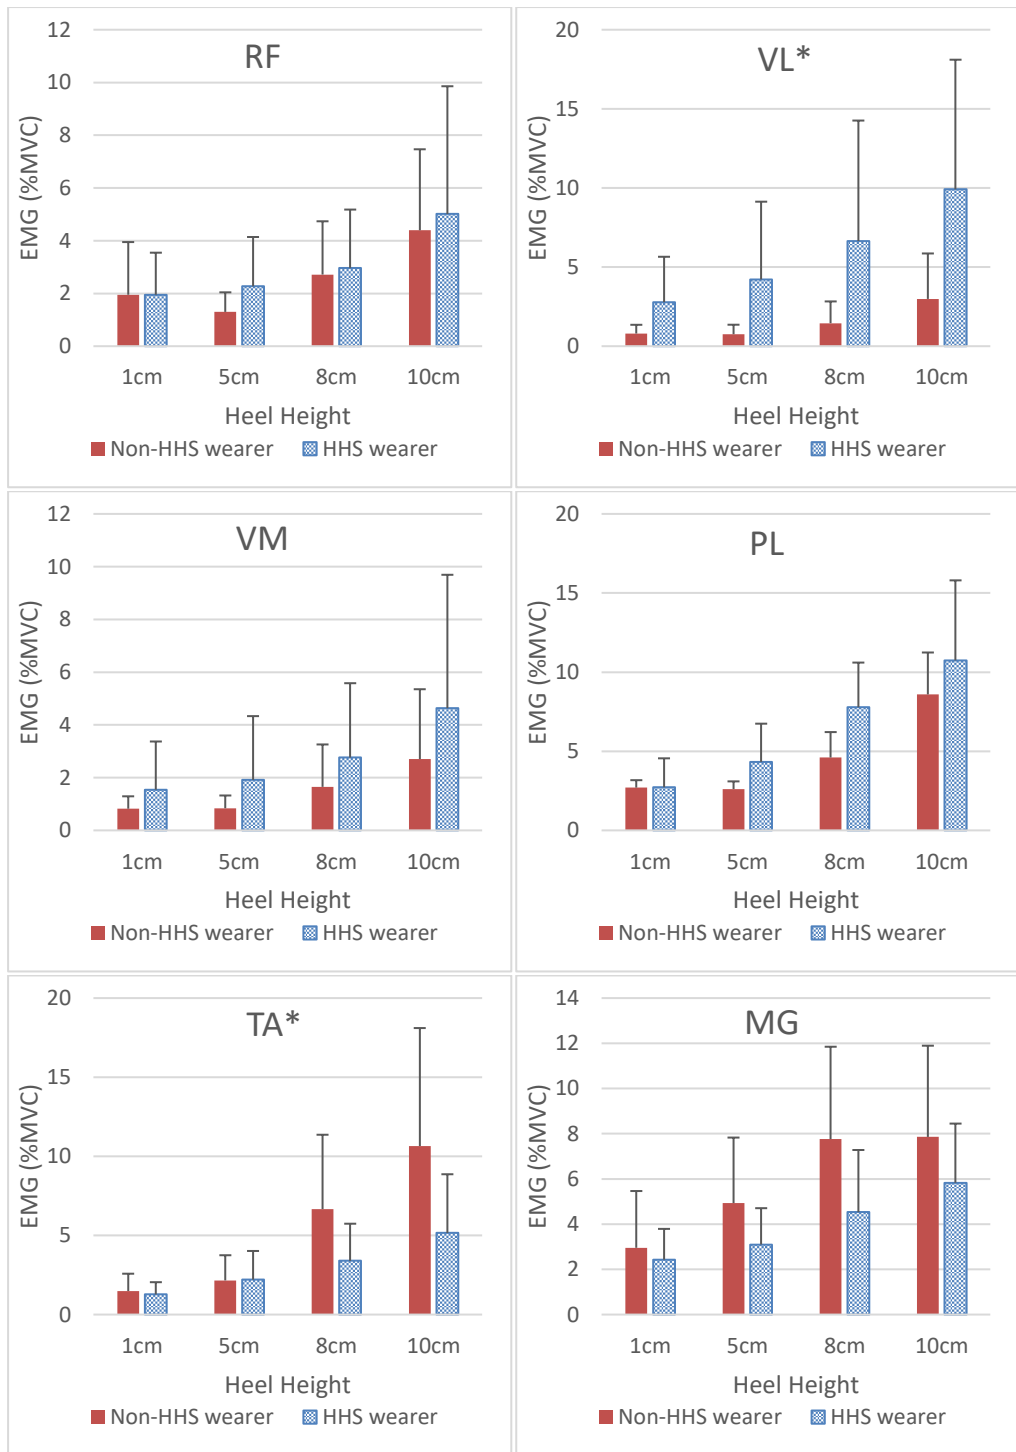 RF
EMG (%MVC)
12
10
8
6
4
2
0
1cm 5cm 8cm 10cm
Heel Height
Non-HHS wearer HHS wearer
VL*
EMG (%MVC)
20
15
10
5
0
1cm 5cm 8cm 10cm
Heel Height
Non-HHS wearer HHS wearer
VM
EMG (%MVC)
12
10
8
6
4
2
0
1cm 5cm 8cm 10cm
Heel Height
Non-HHS wearer HHS wearer
PL
EMG (%MVC)
20
15
10
5
0
1cm 5cm 8cm 10cm
Heel Height
Non-HHS wearer HHS wearer
TA*
EMG (%MVC)
20
15
10
5
0
1cm 5cm 8cm 10cm
Heel Height
Non-HHS wearer HHS wearer
MG
EMG (%MVC)
14
12
10
8
6
4
2
0
1cm 5cm 8cm 10cm
Heel Height
Non-HHS wearer HHS wearer